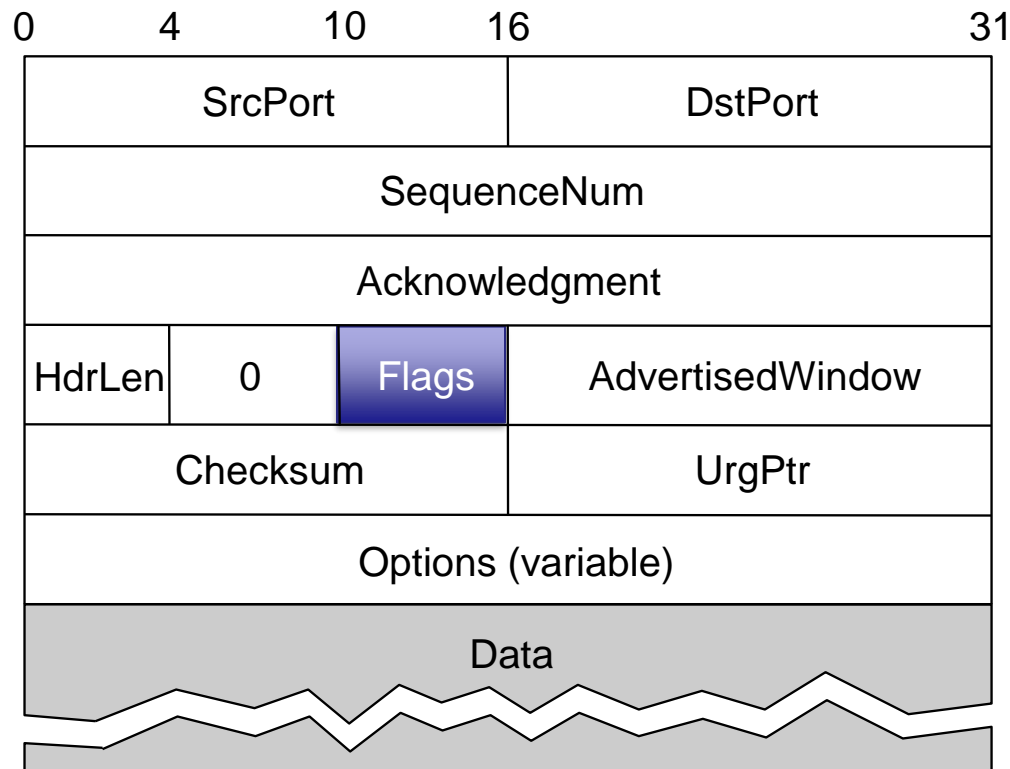 0 4 10 16 31
SrcPort DstPort
SequenceNum
Acknowledgment
HdrLen 0 Flags AdvertisedWindow
Checksum UrgPtr
Options (variable)
Data